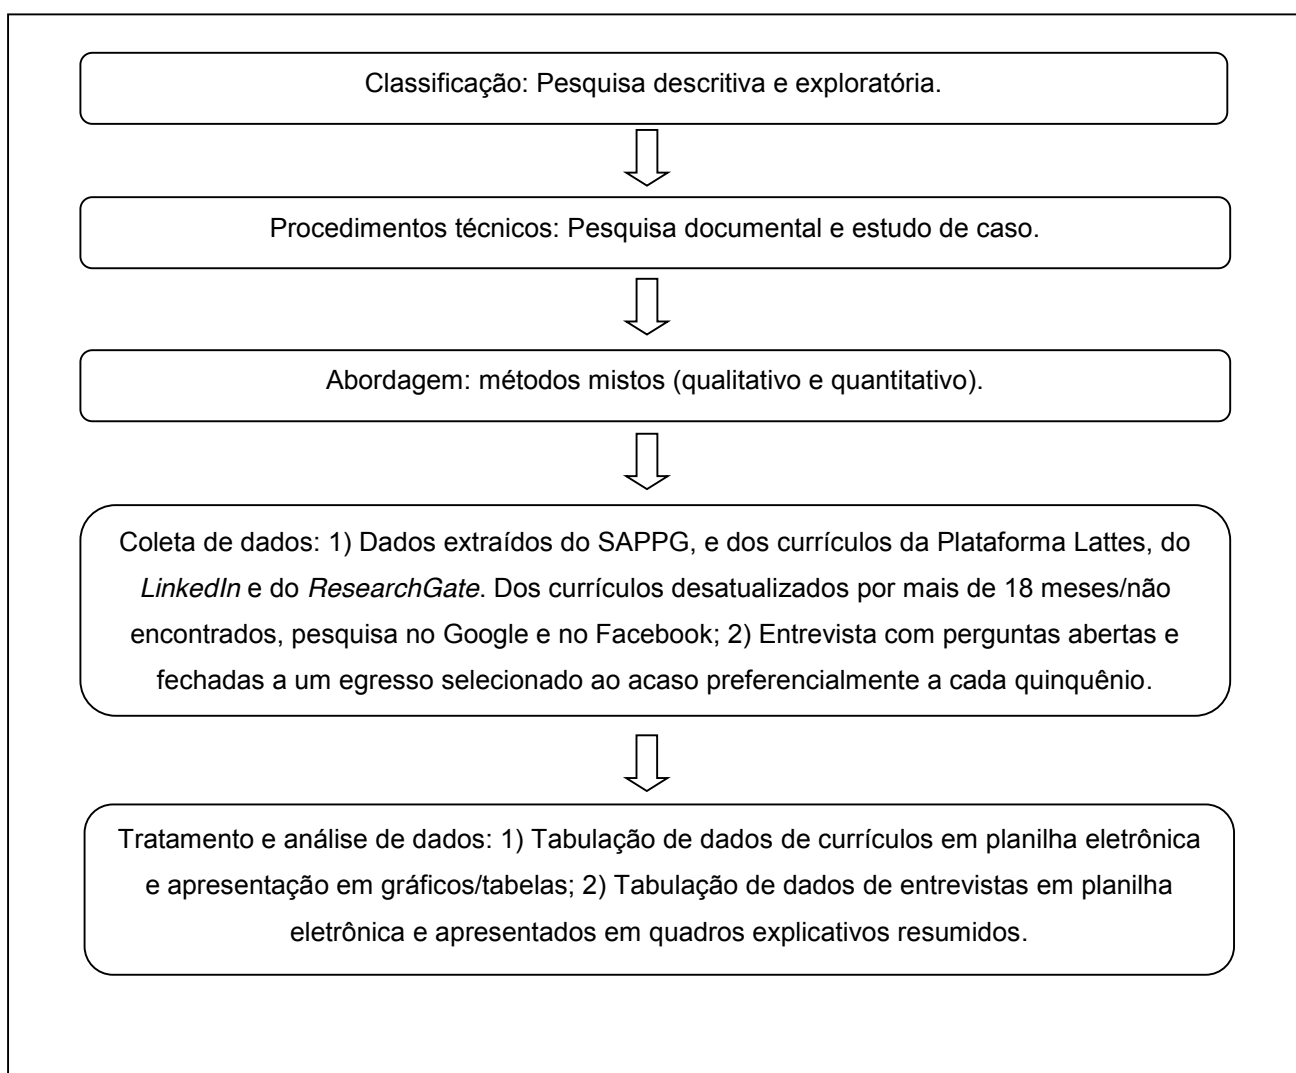 Classificação: Pesquisa descritiva e exploratória.
Procedimentos técnicos: Pesquisa documental e estudo de caso.
Abordagem: métodos mistos (qualitativo e quantitativo).
Coleta de dados: 1) Dados extraídos do SAPPG, e dos currículos da Plataforma Lattes, do
LinkedIn e do ResearchGate. Dos currículos desatualizados por mais de 18 meses/não
encontrados, pesquisa no Google e no Facebook; 2) Entrevista com perguntas abertas e
fechadas a um egresso selecionado ao acaso preferencialmente a cada quinquênio.
Tratamento e análise de dados: 1) Tabulação de dados de currículos em planilha eletrônica
e apresentação em gráficos/tabelas; 2) Tabulação de dados de entrevistas em planilha
eletrônica e apresentados em quadros explicativos resumidos.